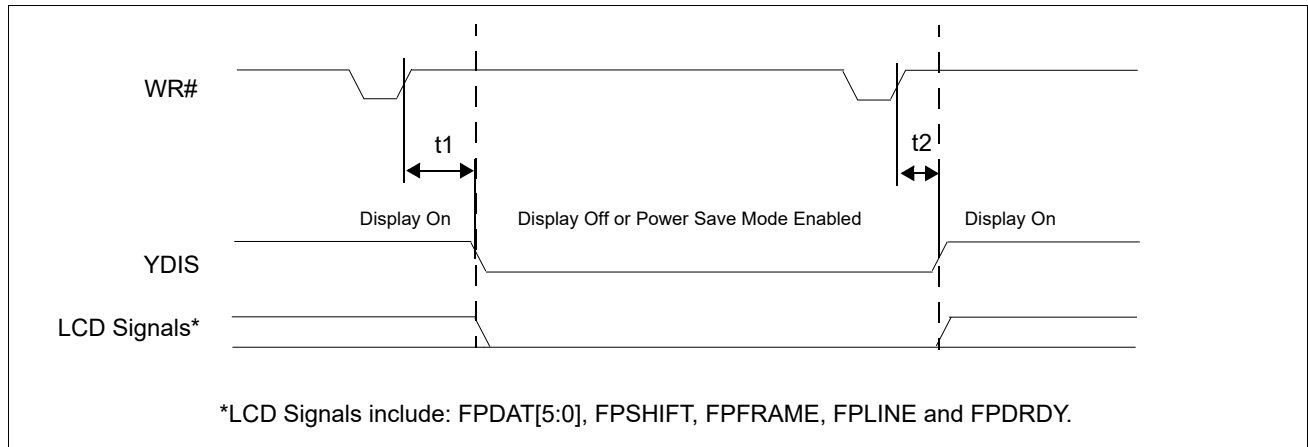 WR#
t1
t2
Display On
Display Off or Power Save Mode Enabled
Display On
YDIS
LCD Signals*
*LCD Signals include: FPDAT[5:0], FPSHIFT, FPFRAME, FPLINE and FPDRDY.